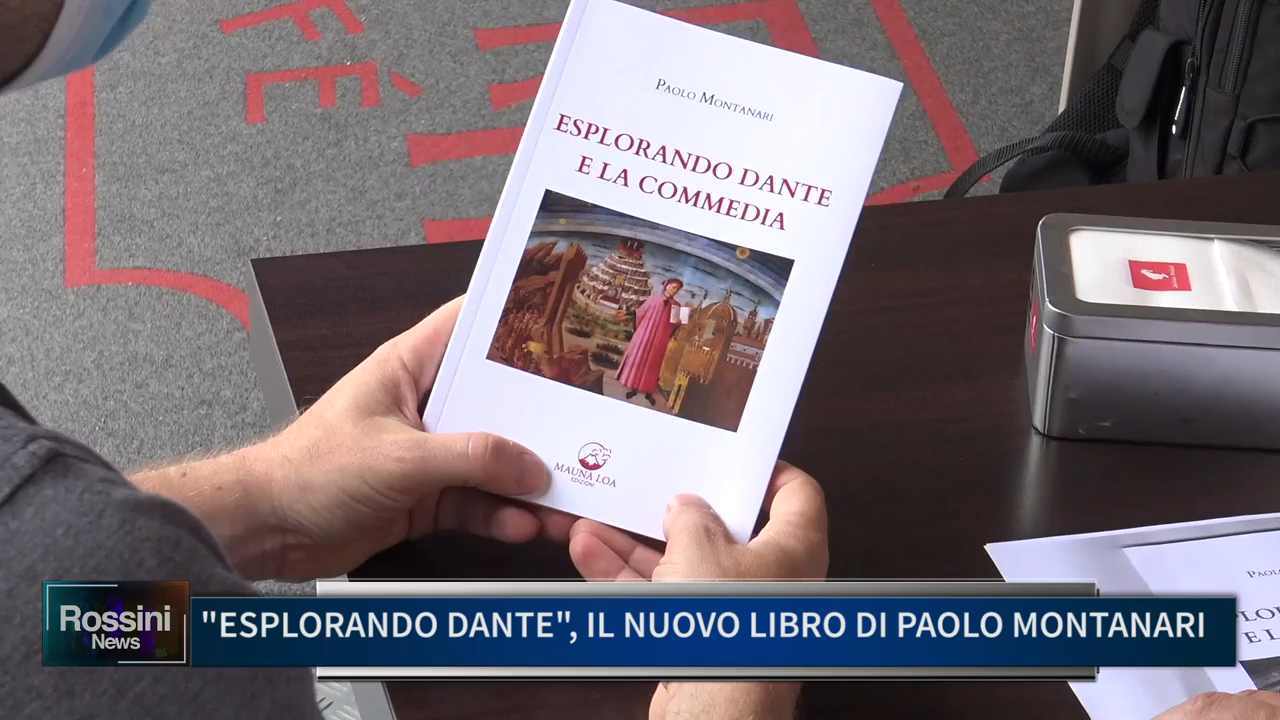 FÉ
Paolo Montanari
ESPLORANDO DANTE
E LA COMMEDIA
MAUNA LOA
EDIZIONI
Rossini
News
"ESPLORANDO DANTE", IL NUOVO LIBRO DI PAOLO MONTANARI